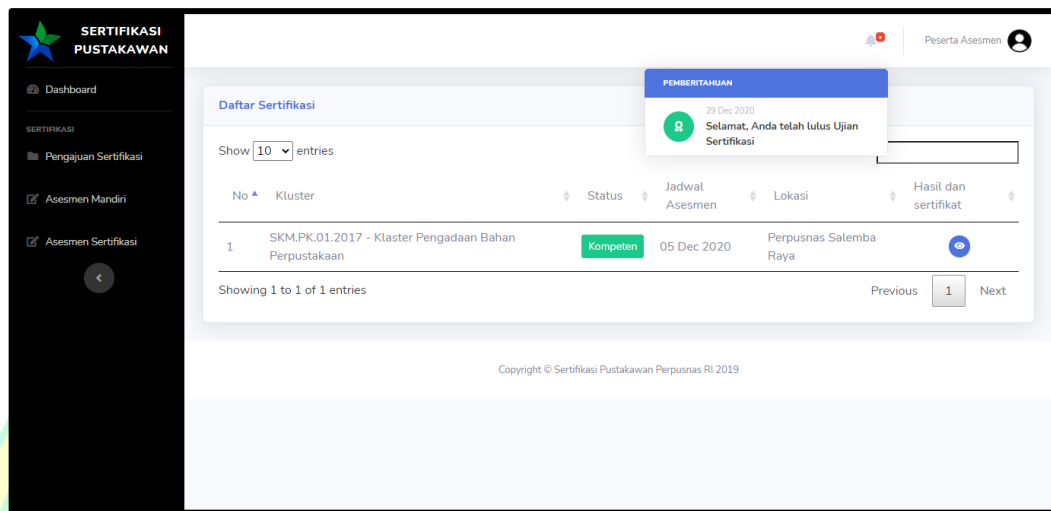 SERTIFIKASI
PUSTAKAWAN
Peserta Asesmen
Dashboard
SERTIFIKASI
Pengajuan Sertifikasi
Asesmen Mandiri
Asesmen Sertifikasi
PEMBERITAHUAN
29 Dec 2020
Selamat, Anda telah lulus Ujian
Sertifikasi
Daftar Sertifikasi
Show 10 entries
No Kluster Status Jadwal Asesmen Lokasi Hasil dan sertifikat
1 SKM.PK.01.2017 - Klaster Pengadaan Bahan Perpustakaan Kompeten 05 Dec 2020 Perpusnas Salemba Raya
Showing 1 to 1 of 1 entries
Previous 1 Next
Copyright © Sertifikasi Pustakawan Perpusnas RI 2019